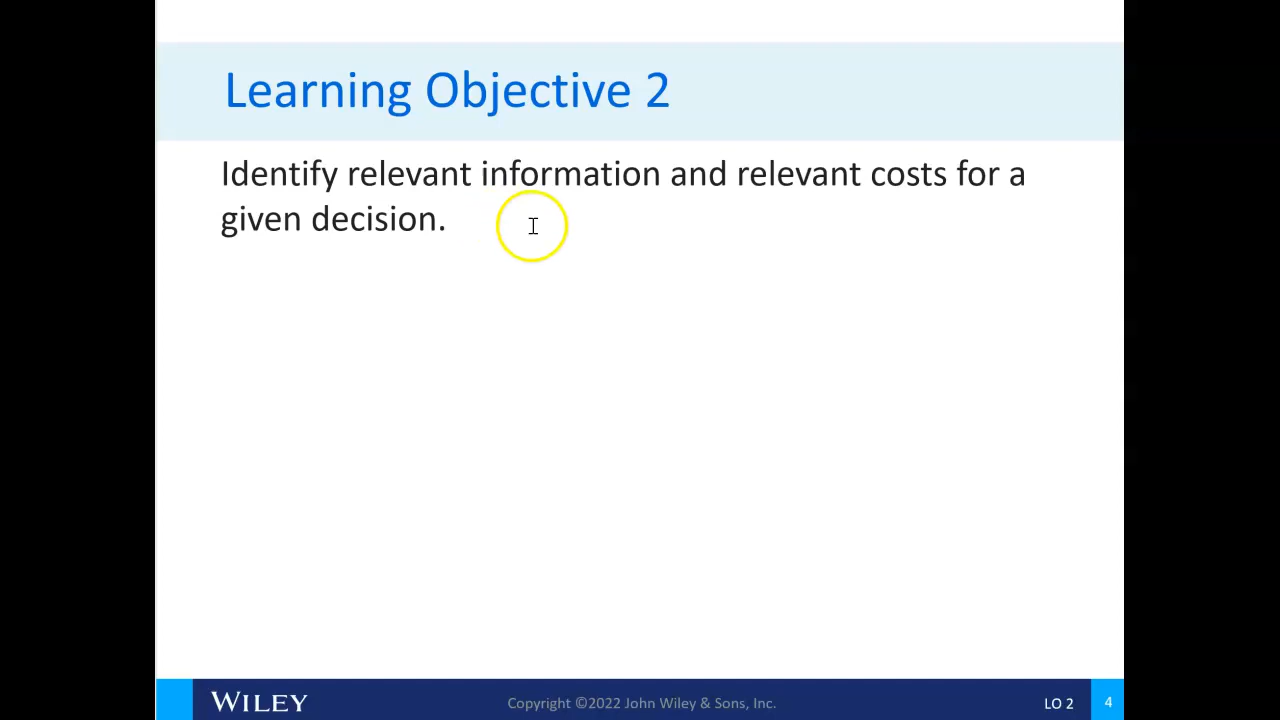 Learning Objective 2
Identify relevant information and relevant costs for a
given decision.
WILEY
Copyright ©2022 John Wiley & Sons, Inc.
LO 2
4